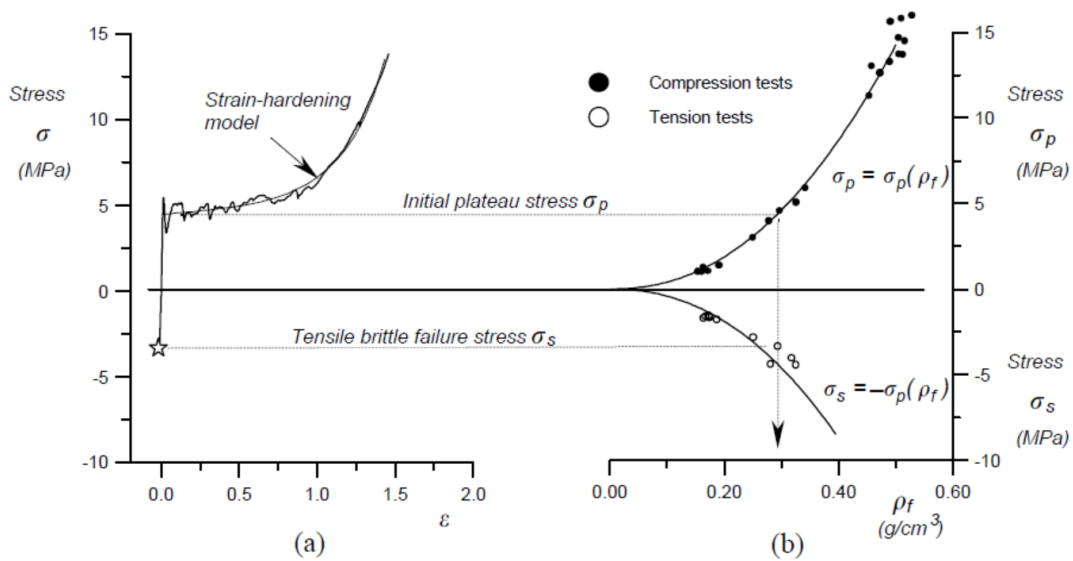 15
10
5
0
-5
-10
Stress
σ
(MPa)
Strain-hardening
model
Initial plateau stress σp
Tensile brittle failure stress σs
0.0
0.5
1.0
1.5
2.0
ε
(a)
Compression tests
Tension tests
σp = σp(ρf)
σs = −σp(ρf)
15
10
5
0
-5
-10
Stress
σp
(MPa)
Stress
σs
(MPa)
0.00
0.20
0.40
0.60
ρf
(g/cm³)
(b)